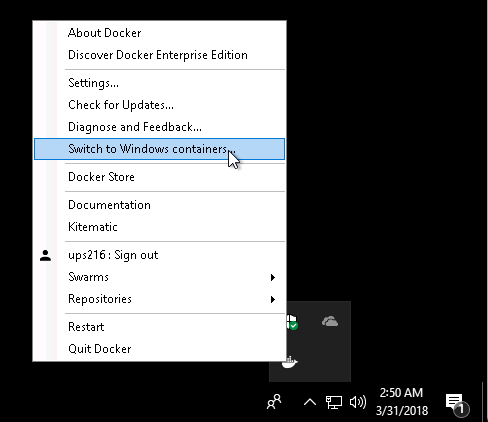 About Docker
Discover Docker Enterprise Edition
Settings...
Check for Updates...
Diagnose and Feedback...
Switch to Windows containers...
Docker Store
Documentation
Kitematic
ups216 : Sign out
Swarms
Repositories
Restart
Quit Docker
2:50 AM
3/31/2018
1